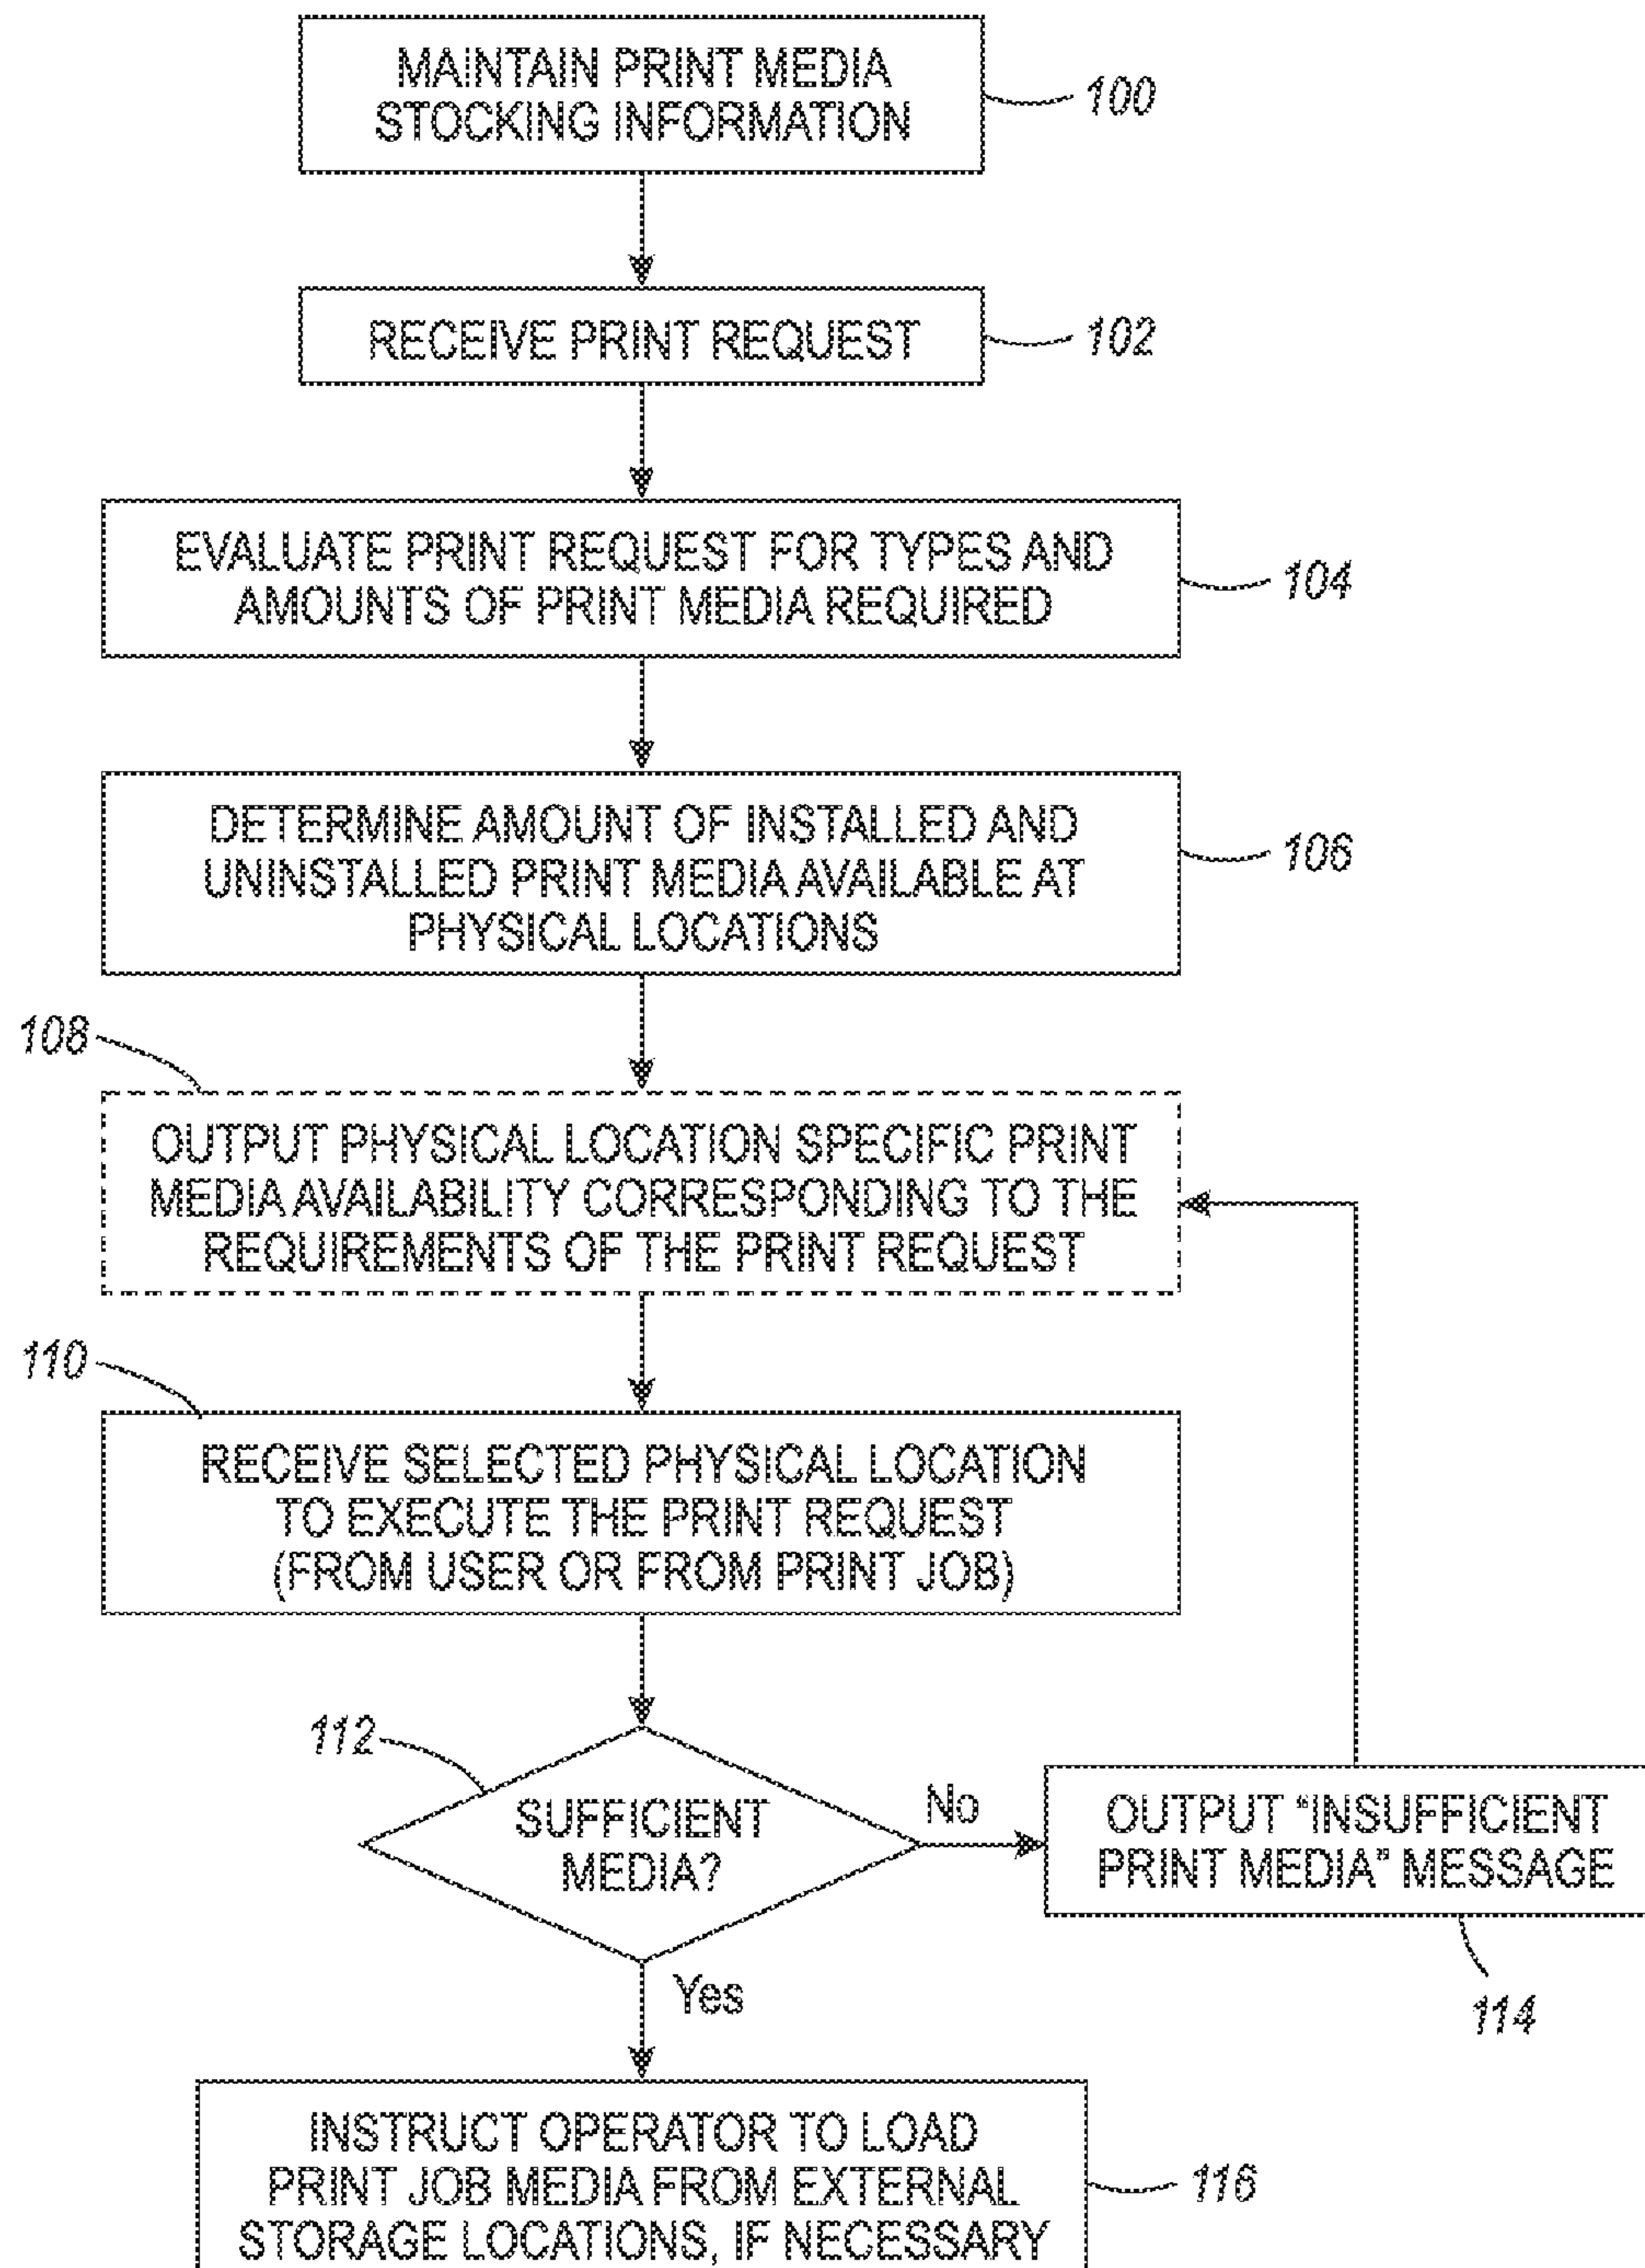 MAINTAIN PRINT MEDIA
STOCKING INFORMATION
100
RECEIVE PRINT REQUEST
102
EVALUATE PRINT REQUEST FOR TYPES AND
AMOUNTS OF PRINT MEDIA REQUIRED
104
DETERMINE AMOUNT OF INSTALLED AND
UNINSTALLED PRINT MEDIA AVAILABLE AT
PHYSICAL LOCATIONS
106
108
OUTPUT PHYSICAL LOCATION SPECIFIC PRINT
MEDIA AVAILABILITY CORRESPONDING TO THE
REQUIREMENTS OF THE PRINT REQUEST
110
RECEIVE SELECTED PHYSICAL LOCATION
TO EXECUTE THE PRINT REQUEST
(FROM USER OR FROM PRINT JOB)
112
SUFFICIENT
MEDIA?
No
OUTPUT “INSUFFICIENT
PRINT MEDIA” MESSAGE
114
Yes
INSTRUCT OPERATOR TO LOAD
PRINT JOB MEDIA FROM EXTERNAL
STORAGE LOCATIONS, IF NECESSARY
116